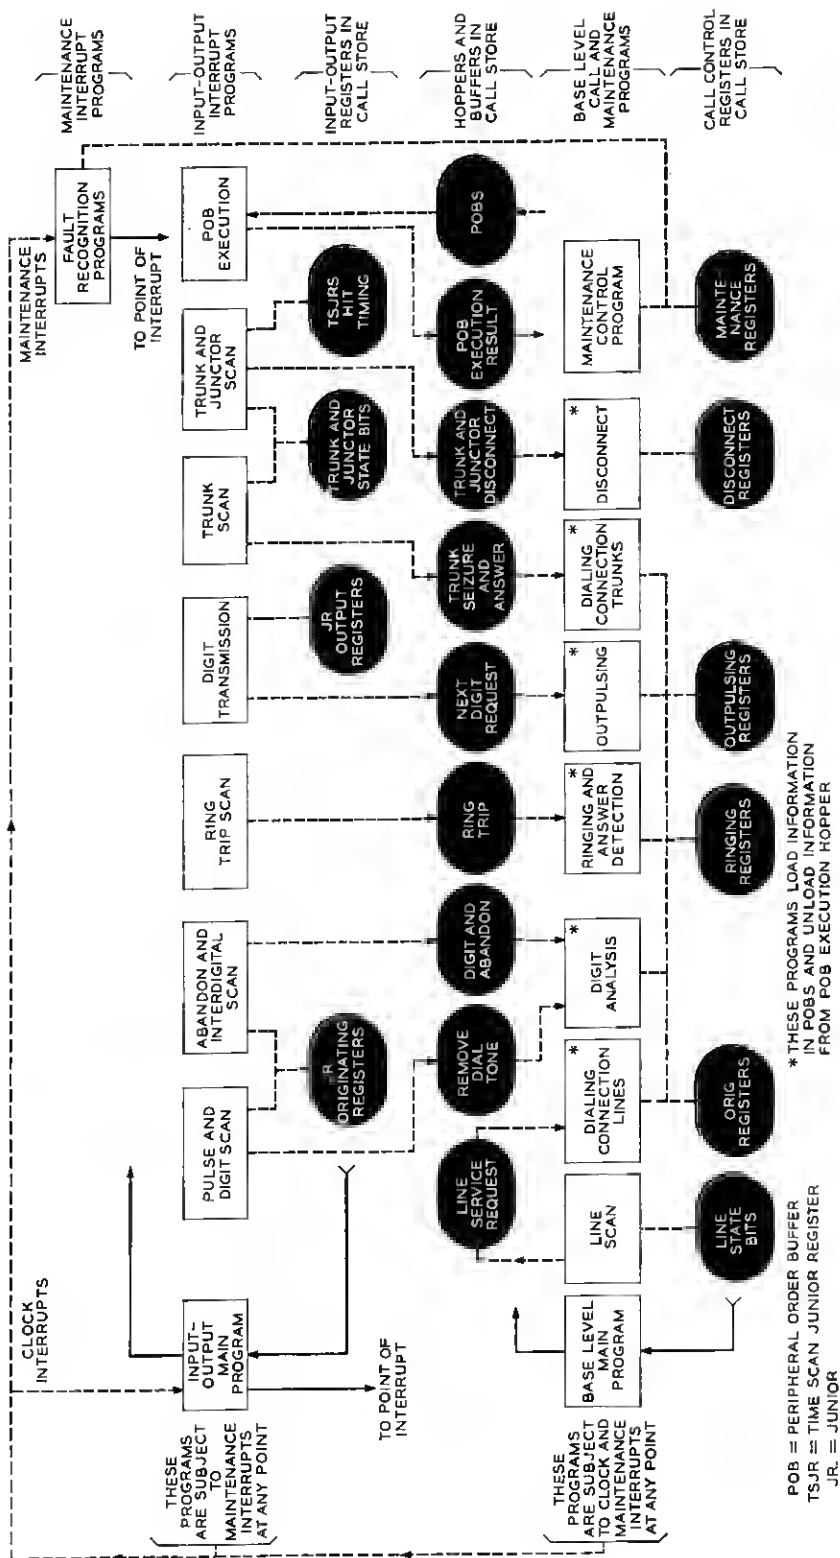 MAINTENANCE
INTERRUPTS
CLOCK
INTERRUPTS
MAINTENANCE
INTERRUPT
PROGRAMS
FAULT
RECOGNITION
PROGRAMS
TO POINT OF
INTERRUPT
THESE
PROGRAMS
ARE SUBJECT
TO
MAINTENANCE
INTERRUPTS
AT ANY POINT
INPUT-
OUTPUT
MAIN
PROGRAM
TO POINT OF
INTERRUPT
PULSE AND
DIGIT SCAN
ABANDON AND
INTERDIGITAL
SCAN
RING
TRIP SCAN
DIGIT
TRANSMISSION
TRUNK
SCAN
TRUNK AND
JUNCTOR
SCAN
POB
EXECUTION
INPUT-OUTPUT
INTERRUPT
PROGRAMS
ORIGINATING
REGISTERS
JR
OUTPUT
REGISTERS
TRUNK AND
JUNCTOR
STATE BITS
TSJRS
HIT
TIMING
INPUT-OUTPUT
REGISTERS IN
CALL STORE
LINE
SERVICE
REQUEST
REMOVE
DIAL
TONE
DIGIT AND
ABANDON
RING
TRIP
NEXT
DIGIT
REQUEST
TRUNK
SEIZURE
AND
ANSWER
TRUNK AND
JUNCTOR
DISCONNECT
POB
EXECUTION
RESULT
POBS
HOPPERS AND
BUFFERS IN
CALL STORE
THESE
PROGRAMS
ARE SUBJECT
TO CLOCK AND
MAINTENANCE
INTERRUPTS
AT ANY POINT
BASE LEVEL
MAIN
PROGRAM
LINE
SCAN
*
DIALING
CONNECTION
LINES
*
DIGIT
ANALYSIS
*
RINGING AND
ANSWER
DETECTION
*
OUTPULSING
*
DIALING
CONNECTION
TRUNKS
*
DISCONNECT
MAINTENANCE
CONTROL
PROGRAM
BASE LEVEL
CALL AND
MAINTENANCE
PROGRAMS
LINE
STATE
BITS
ORIG
REGISTERS
RINGING
REGISTERS
OUTPULSING
REGISTERS
DISCONNECT
REGISTERS
MAINTE-
NANCE
REGISTERS
CALL CONTROL
REGISTERS IN
CALL STORE
POB = PERIPHERAL ORDER BUFFER
TSJR = TIME SCAN JUNIOR REGISTER
JR. = JUNIOR
* THESE PROGRAMS LOAD INFORMATION
IN POBS AND UNLOAD INFORMATION
FROM POB EXECUTION HOPPER